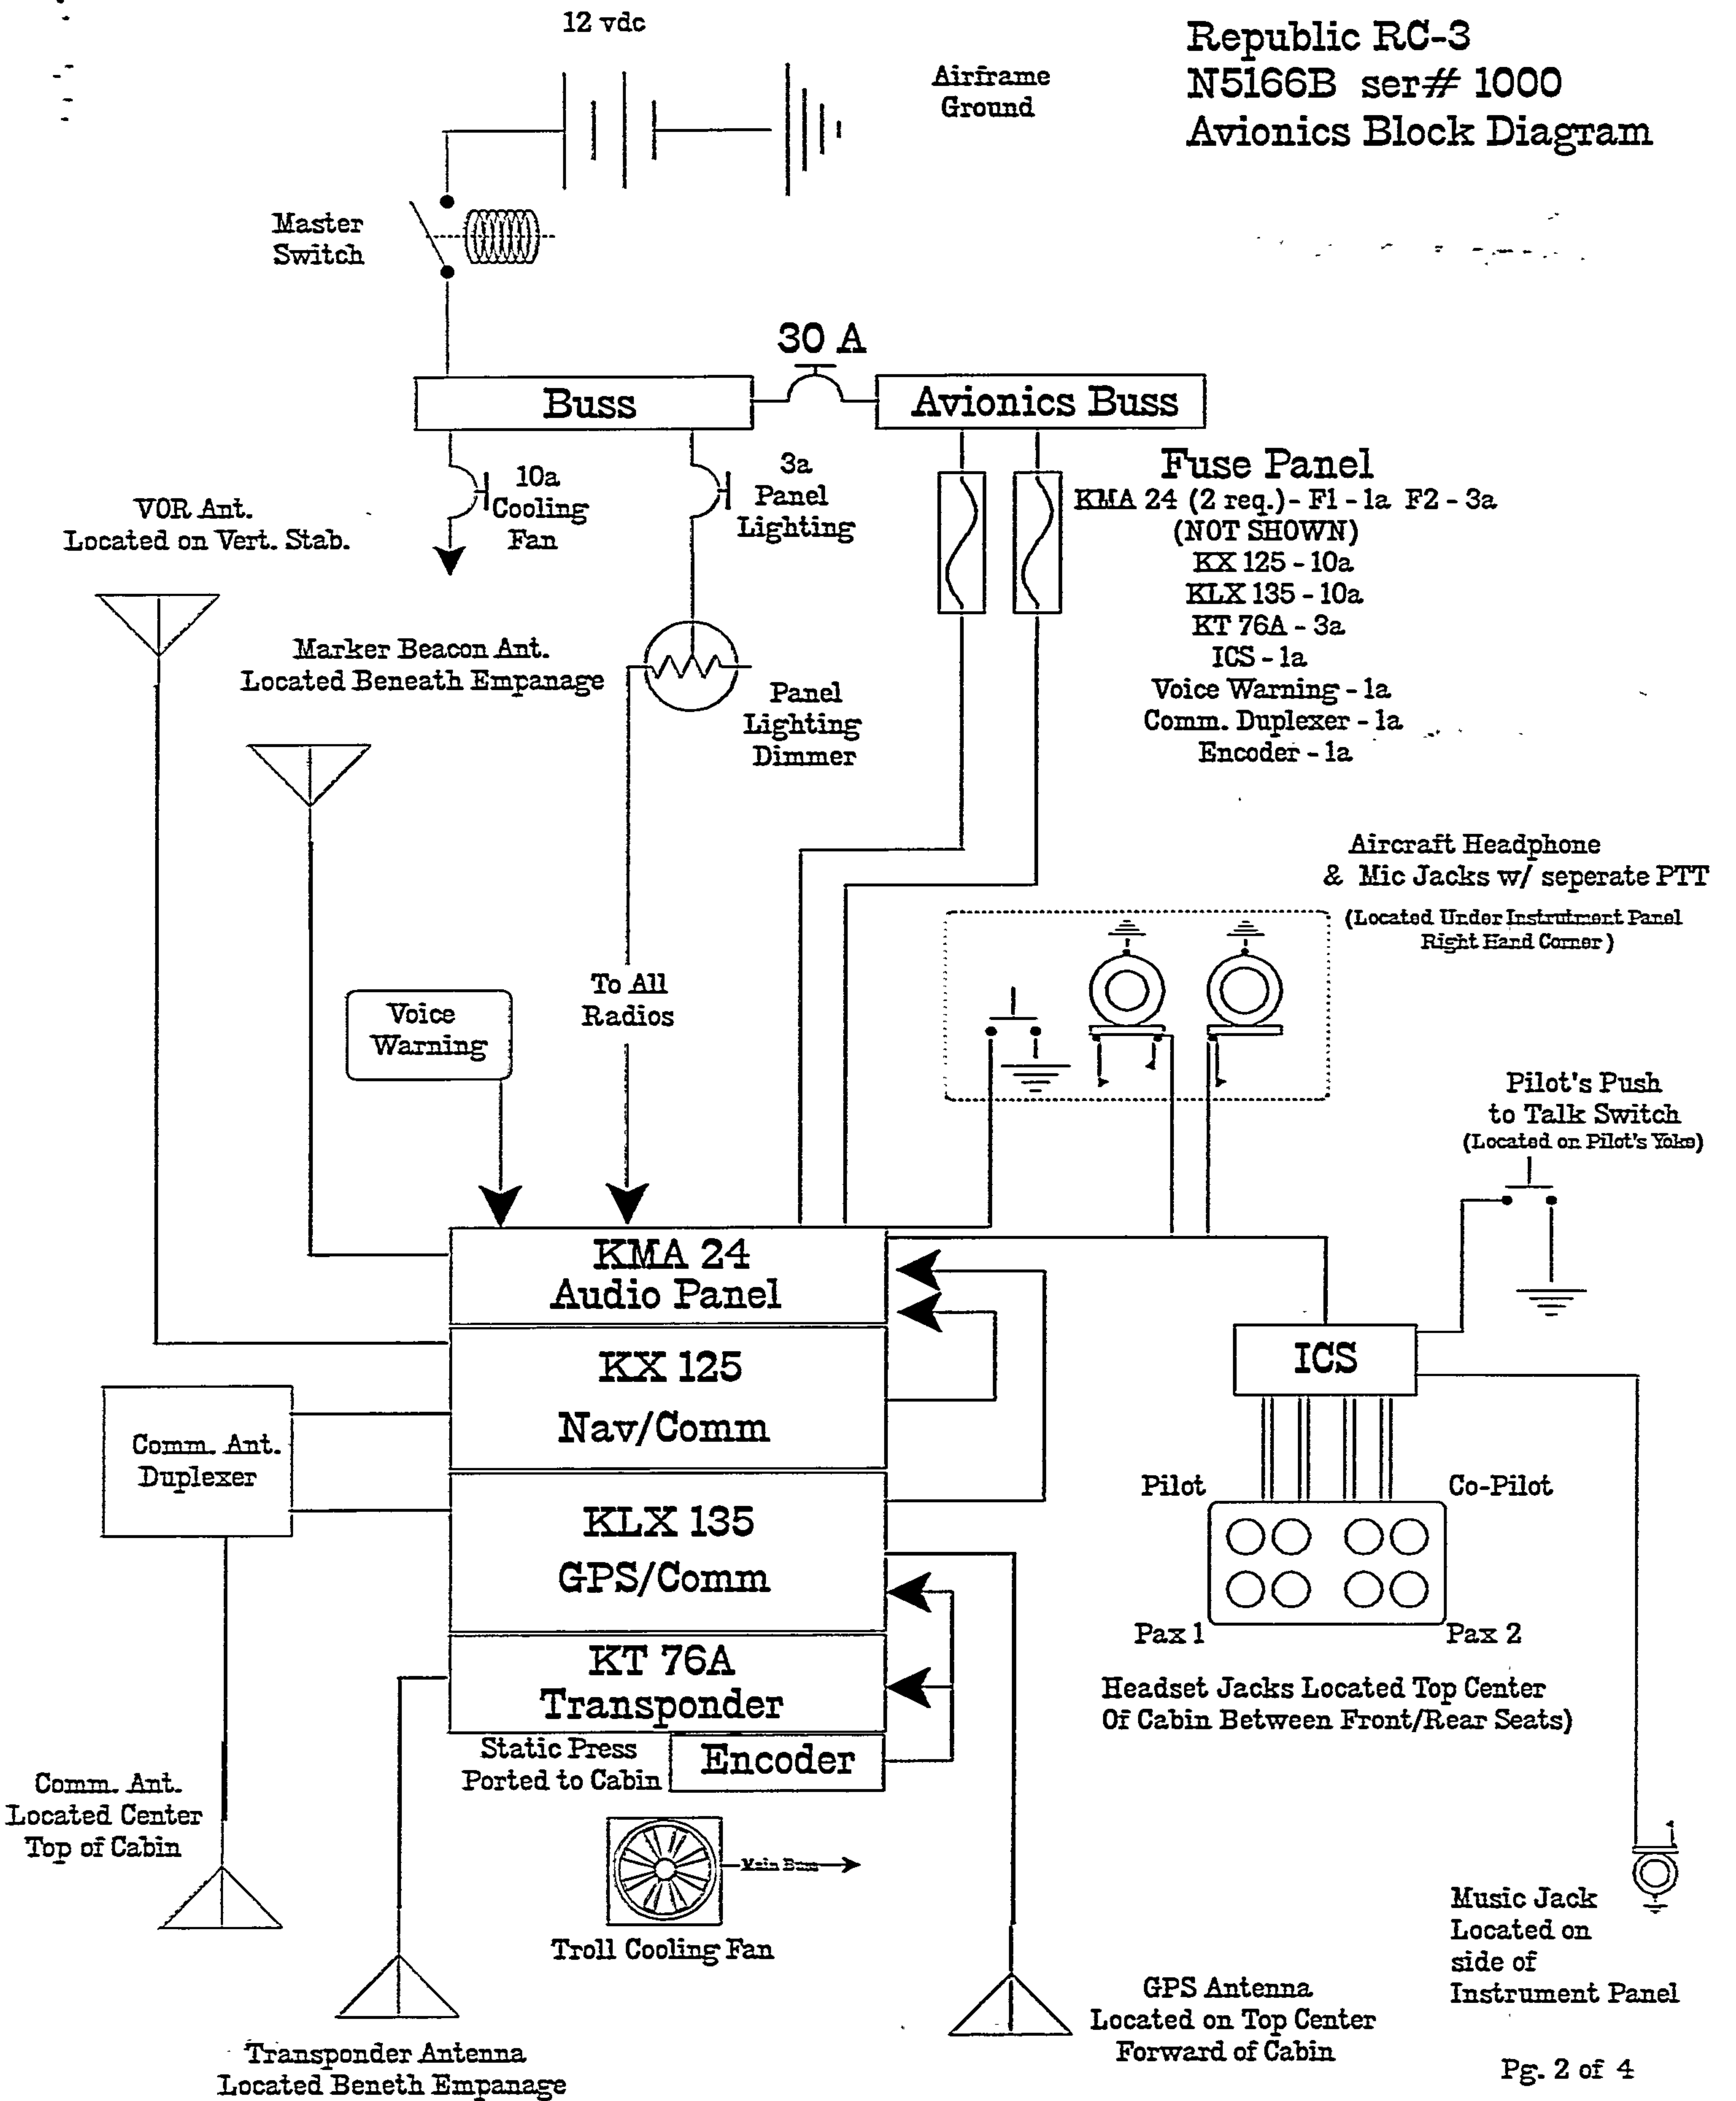 12 vdc
Republic RC-3
N5166B ser# 1000
Avionics Block Diagram
Airframe
Ground
Master
Switch
30 A
Buss
Avionics Buss
10a
Cooling
Fan
3a
Panel
Lighting
Fuse Panel
KMA 24 (2 req.) - F1 - 1a F2 - 3a
(NOT SHOWN)
KX 125 - 10a
KLX 135 - 10a
KT 76A - 3a
ICS - 1a
Voice Warning - 1a
Comm. Duplexer - 1a
Encoder - 1a
VOR Ant.
Located on Vert. Stab.
Marker Beacon Ant.
Located Beneath Empanage
Panel
Lighting
Dimmer
Aircraft Headphone
& Mic Jacks w/ seperate PTT
(Located Under Instrutment Panel
Right Hand Corner)
To All
Radios
Voice
Warning
Pilot's Push
to Talk Switch
(Located on Pilot's Yoke)
KMA 24
Audio Panel
KX 125
Nav/Comm
ICS
Comm. Ant.
Duplexer
KLX 135
GPS/Comm
Pilot
Co-Pilot
Pax 1
Pax 2
KT 76A
Transponder
Headset Jacks Located Top Center
Of Cabin Between Front/Rear Seats)
Static Press
Ported to Cabin
Encoder
Comm. Ant.
Located Center
Top of Cabin
Main Buss
Troll Cooling Fan
Music Jack
Located on
side of
Instrument Panel
GPS Antenna
Located on Top Center
Forward of Cabin
Transponder Antenna
Located Beneth Empanage
Pg. 2 of 4